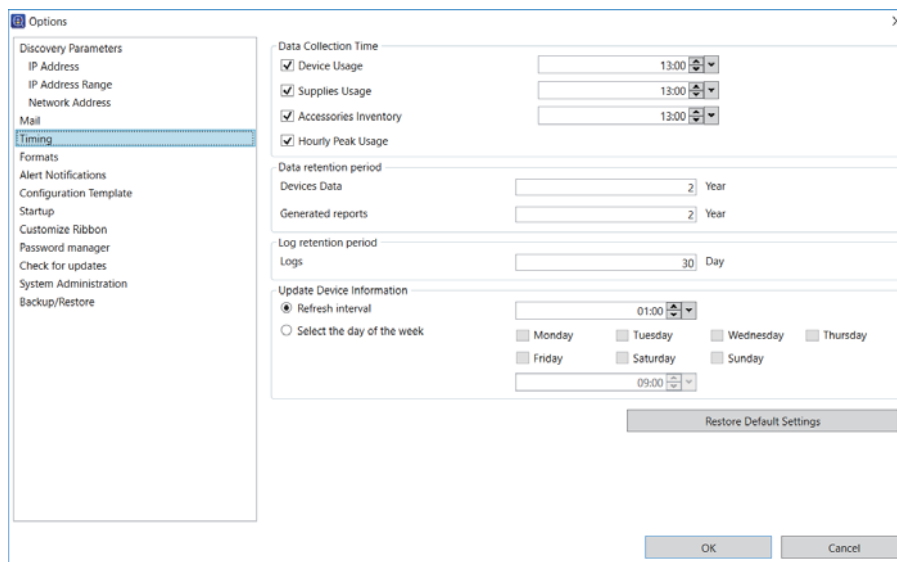 Options
Discovery Parameters
IP Address
IP Address Range
Network Address
Mail
Timing
Formats
Alert Notifications
Configuration Template
Startup
Customize Ribbon
Password manager
Check for updates
System Administration
Backup/Restore
Data Collection Time
Device Usage 13:00
Supplies Usage 13:00
Accessories Inventory 13:00
Hourly Peak Usage
Data retention period
Devices Data 2 Year
Generated reports 2 Year
Log retention period
Logs 30 Day
Update Device Information
Refresh interval 01:00
Select the day of the week
Monday Tuesday Wednesday Thursday
Friday Saturday Sunday
09:00
Restore Default Settings
OK Cancel